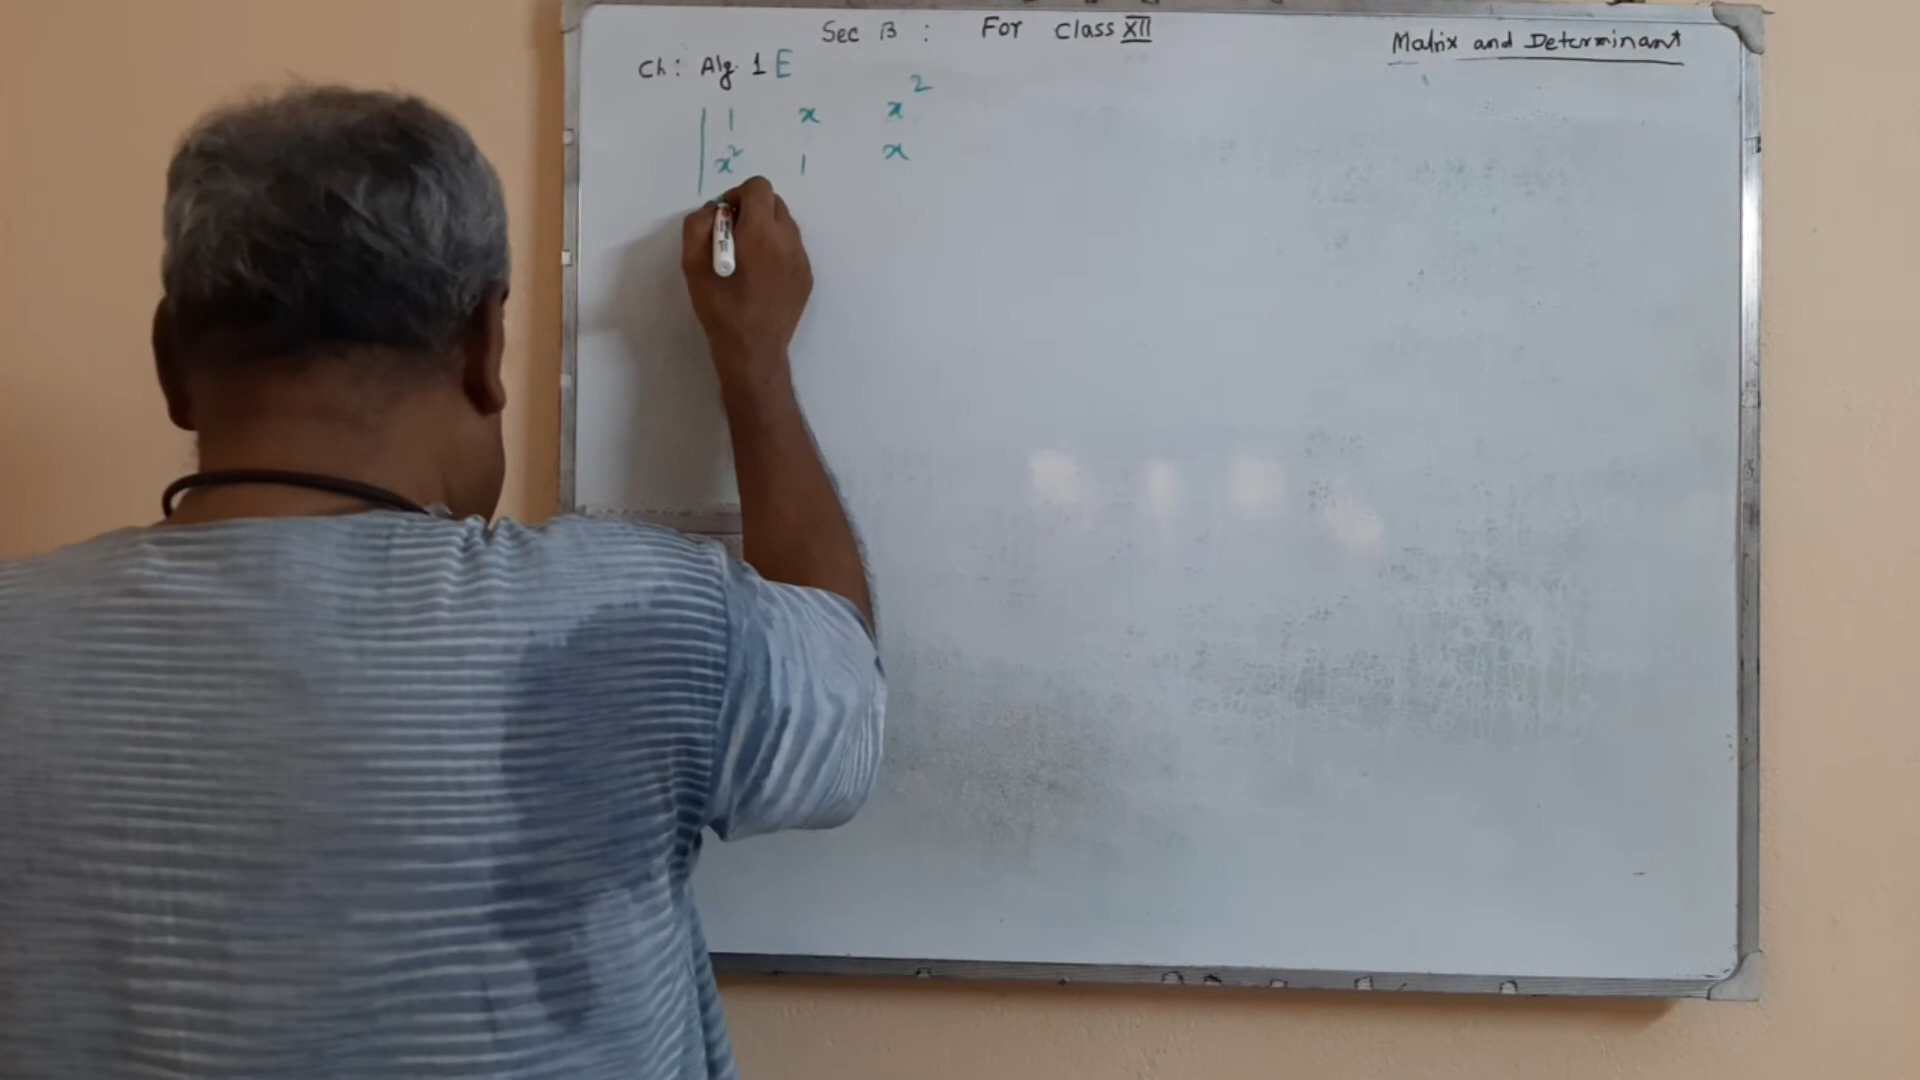 Sec B : For Class XII
Matrix and Determinant
Ch : Alg. 1 E
| 1 x x²
| x² 1 x